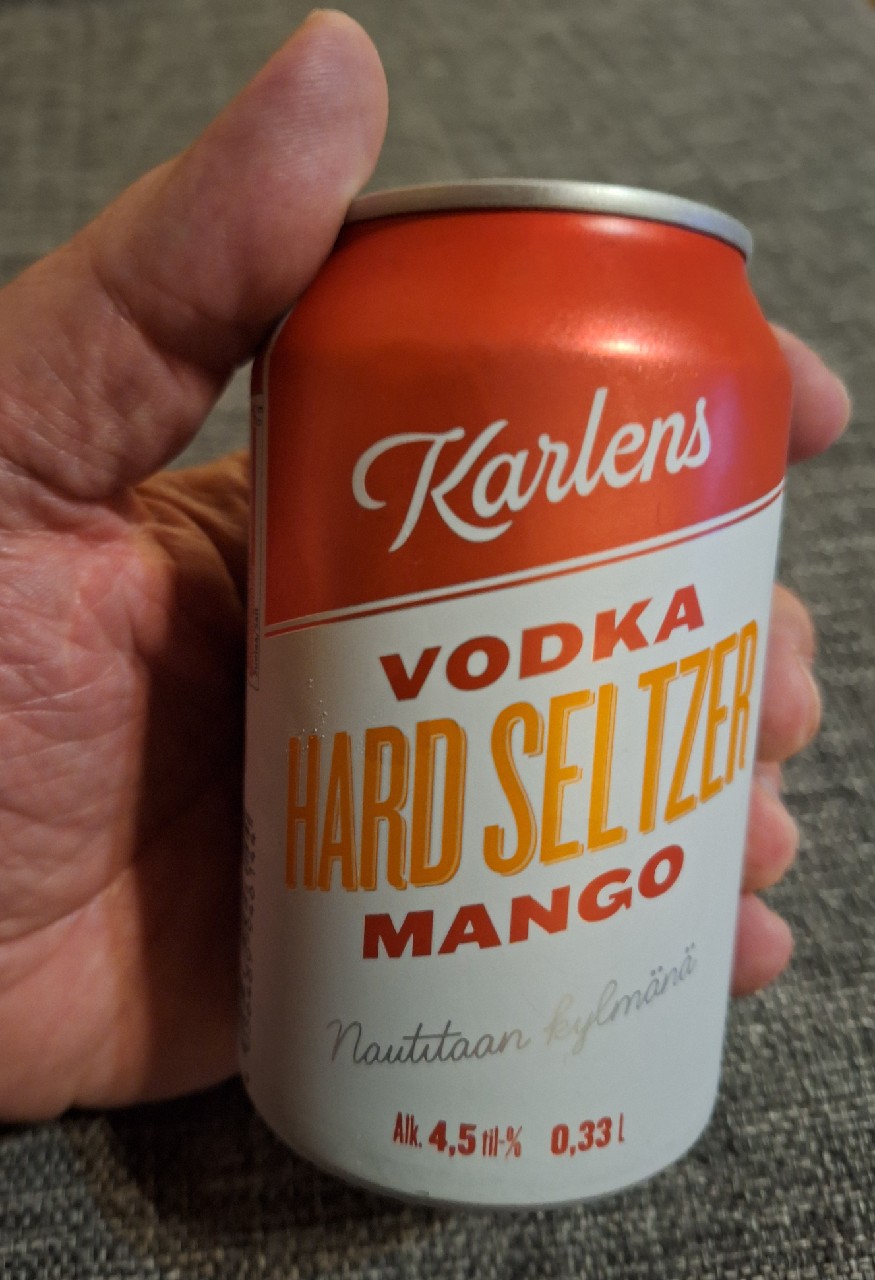 Karlens
VODKA
HARD SELTZER
MANGO
Nautitaan kylmänä
Alk. 4,5 til-% 0,33 l